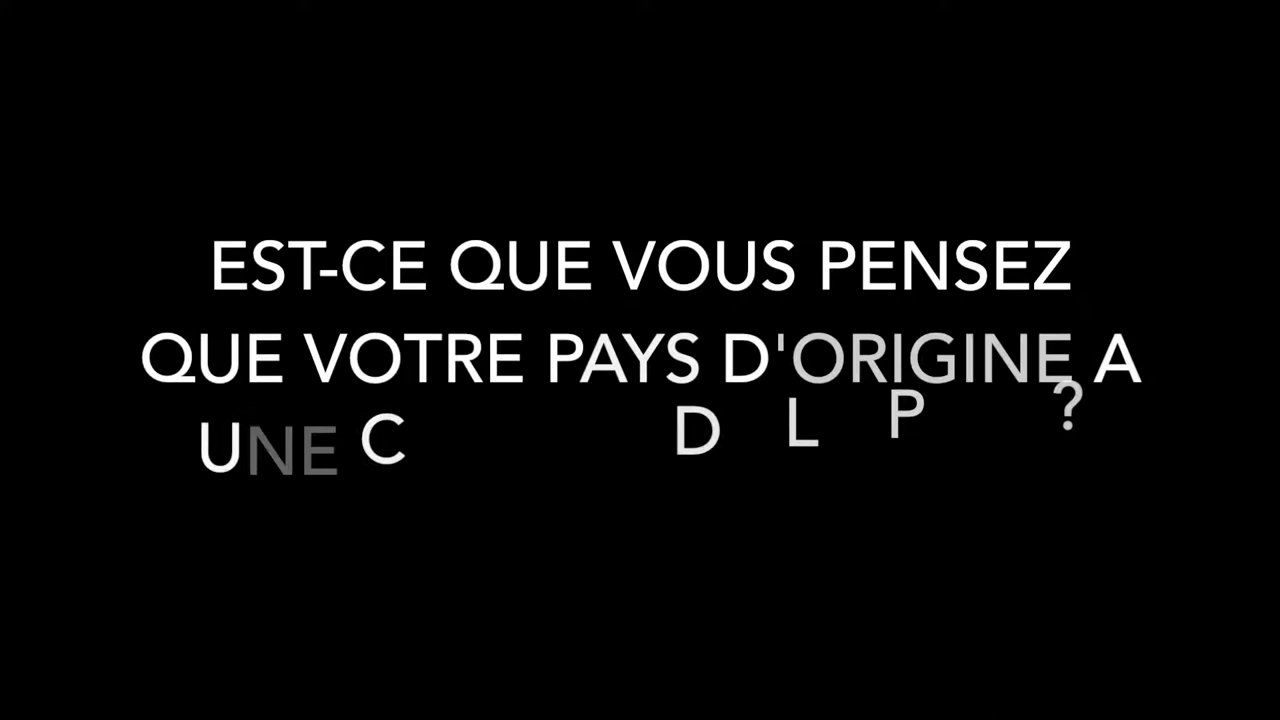 EST-CE QUE VOUS PENSEZ
QUE VOTRE PAYS D'ORIGINE A
UNE C D L P ?